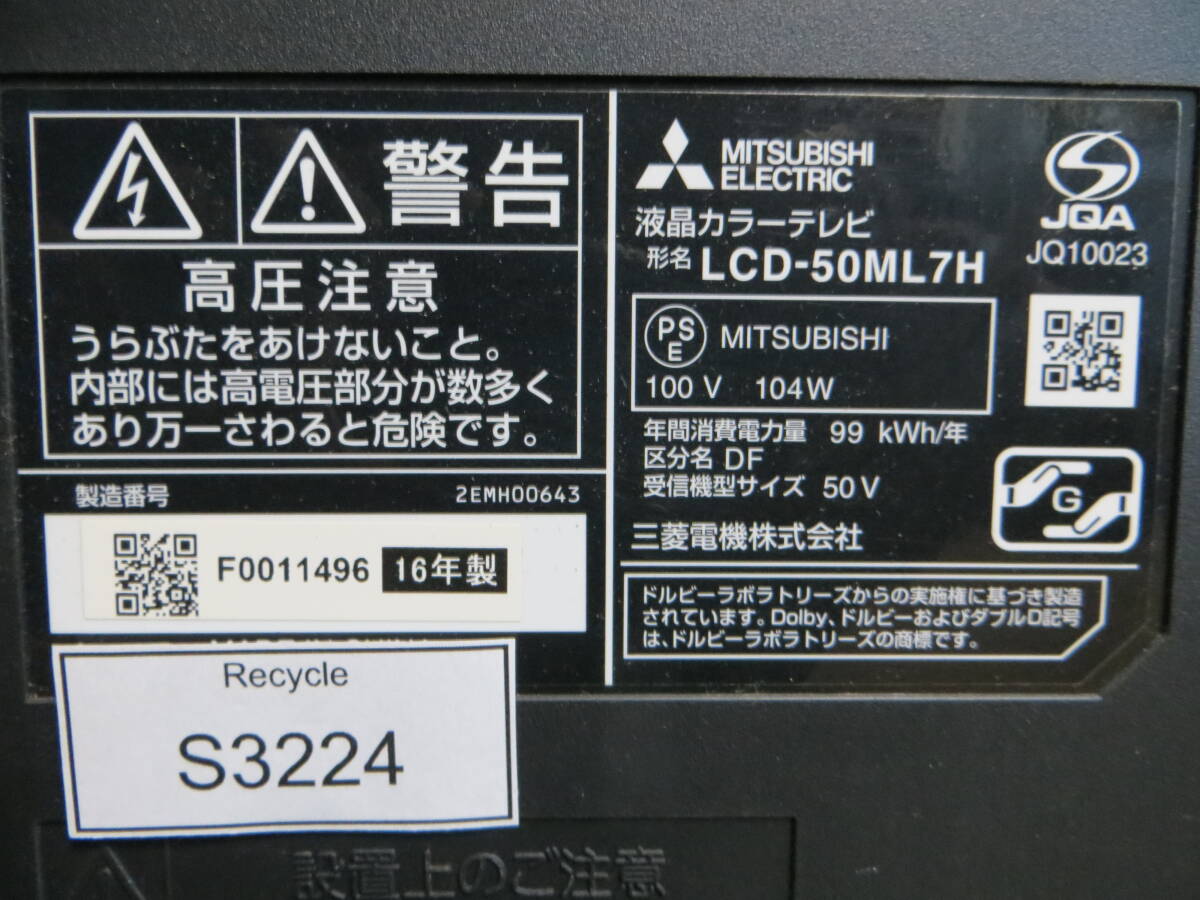 警告
高圧注意
うらぶたをあけないこと。
内部には高電圧部分が数多く
あり万一さわると危険です。
製造番号 2EMH00643
F0011496 16年製
Recycle
S3224
設置上のご注意
MITSUBISHI
ELECTRIC
液晶カラーテレビ
形名 LCD-50ML7H
JQA
JQ10023
PS
E
MITSUBISHI
100 V 104 W
年間消費電力量 99 kWh/年
区分名 DF
受信機型サイズ 50 V
G
三菱電機株式会社
ドルビーラボラトリーズからの実施権に基づき製造
されています。Dolby、ドルビーおよびダブルD記号
は、ドルビーラボラトリーズの商標です。